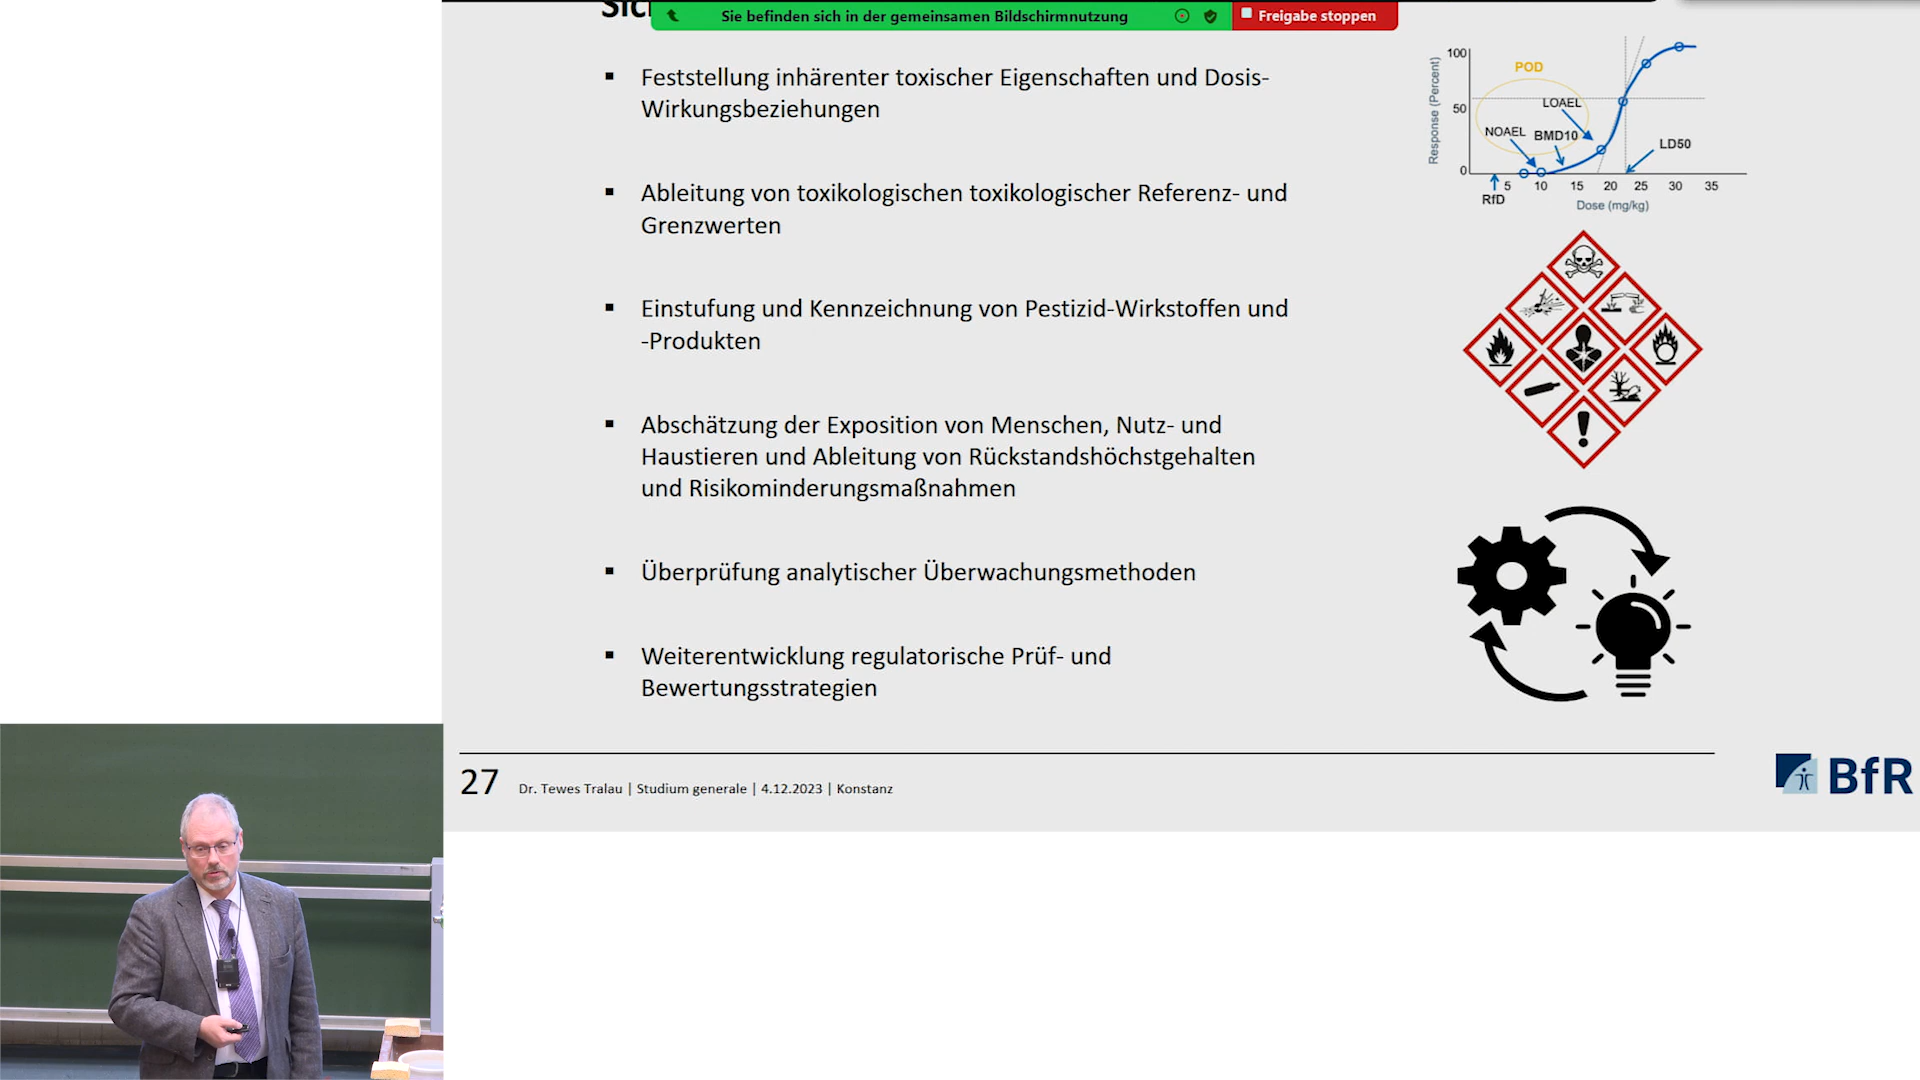 Sie befinden sich in der gemeinsamen Bildschirmnutzung
Freigabe stoppen
▪ Feststellung inhärenter toxischer Eigenschaften und Dosis-
Wirkungsbeziehungen
▪ Ableitung von toxikologischen toxikologischer Referenz- und
Grenzwerten
▪ Einstufung und Kennzeichnung von Pestizid-Wirkstoffen und
-Produkten
▪ Abschätzung der Exposition von Menschen, Nutz- und
Haustieren und Ableitung von Rückstandshöchstgehalten
und Risikominderungsmaßnahmen
▪ Überprüfung analytischer Überwachungsmethoden
▪ Weiterentwicklung regulatorische Prüf- und
Bewertungsstrategien
Response (Percent)
100
50
0
POD
LOAEL
NOAEL
BMD10
LD50
5 10 15 20 25 30 35
RfD
Dose (mg/kg)
27
Dr. Tewes Tralau | Studium generale | 4.12.2023 | Konstanz
BfR